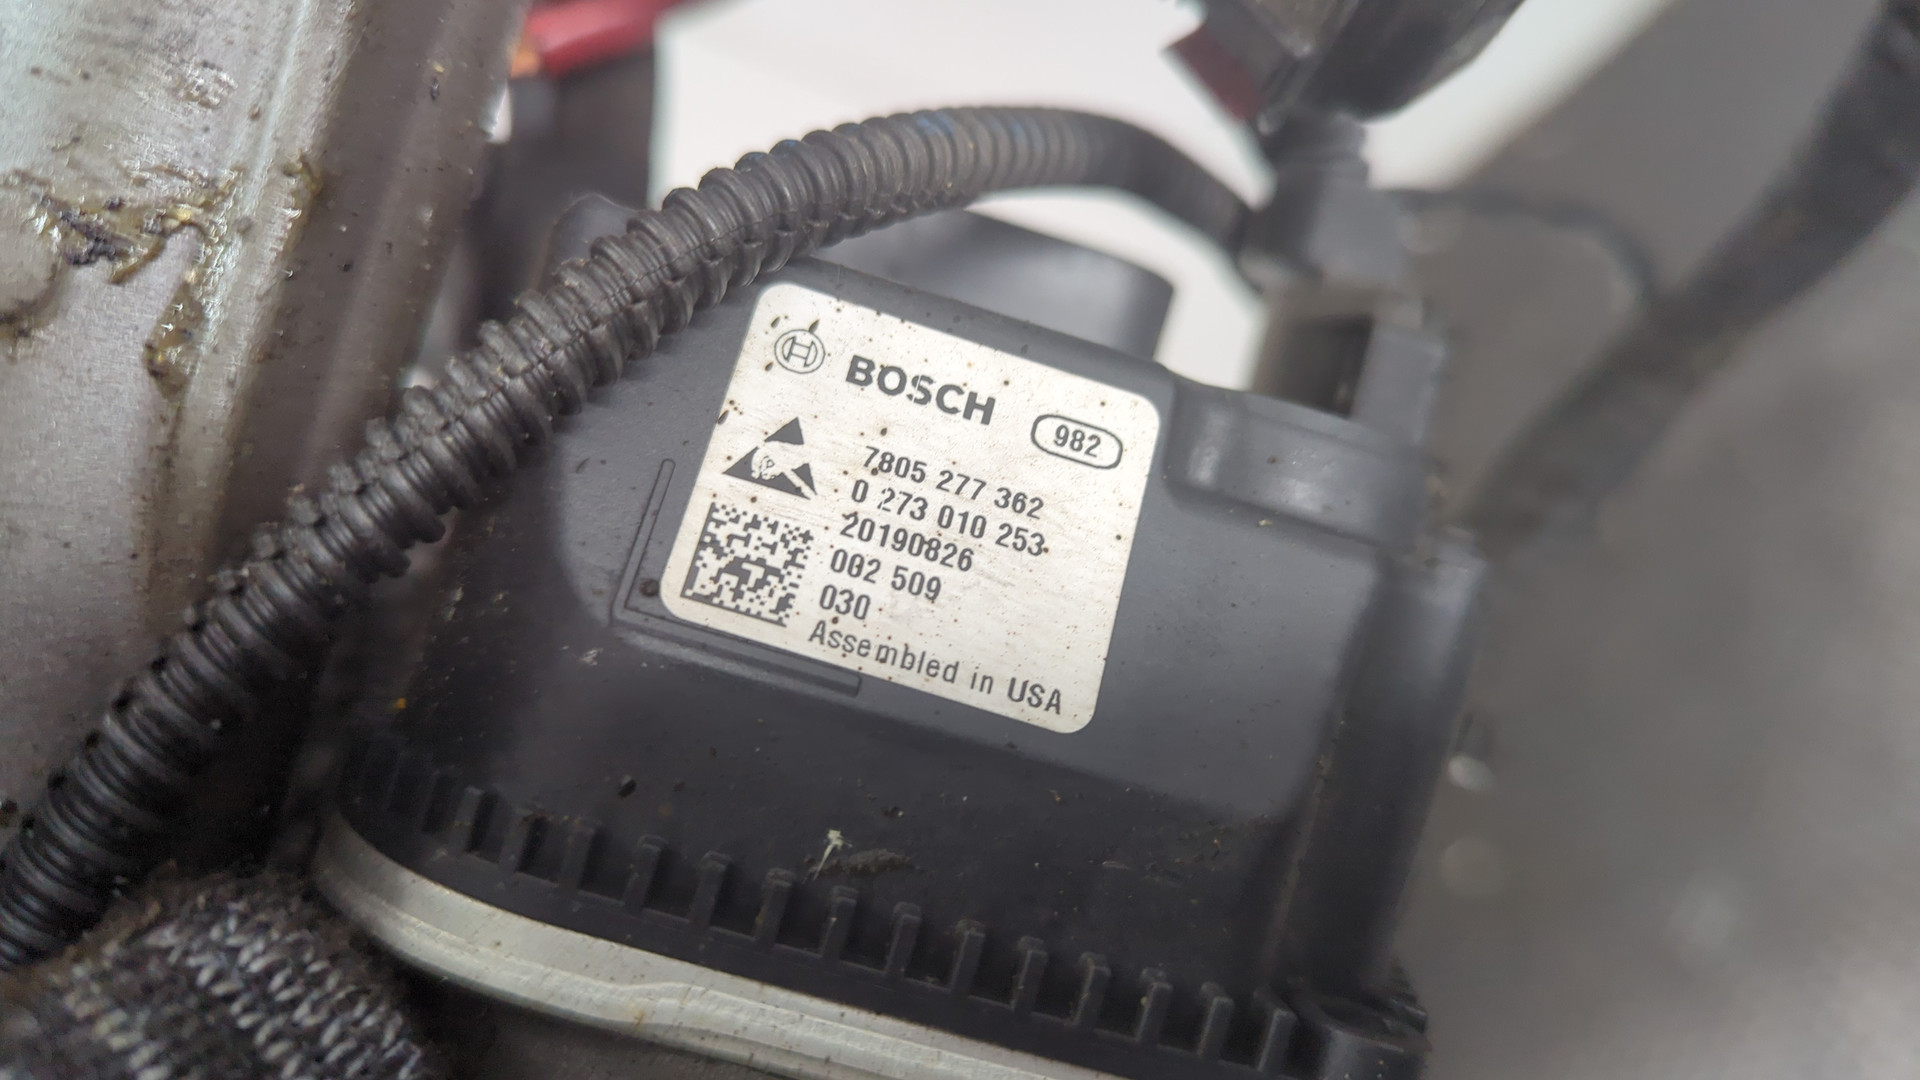 BOSCH
982
7805 277 362
0 273 010 253
20190826
002 509
030
Assembled in USA